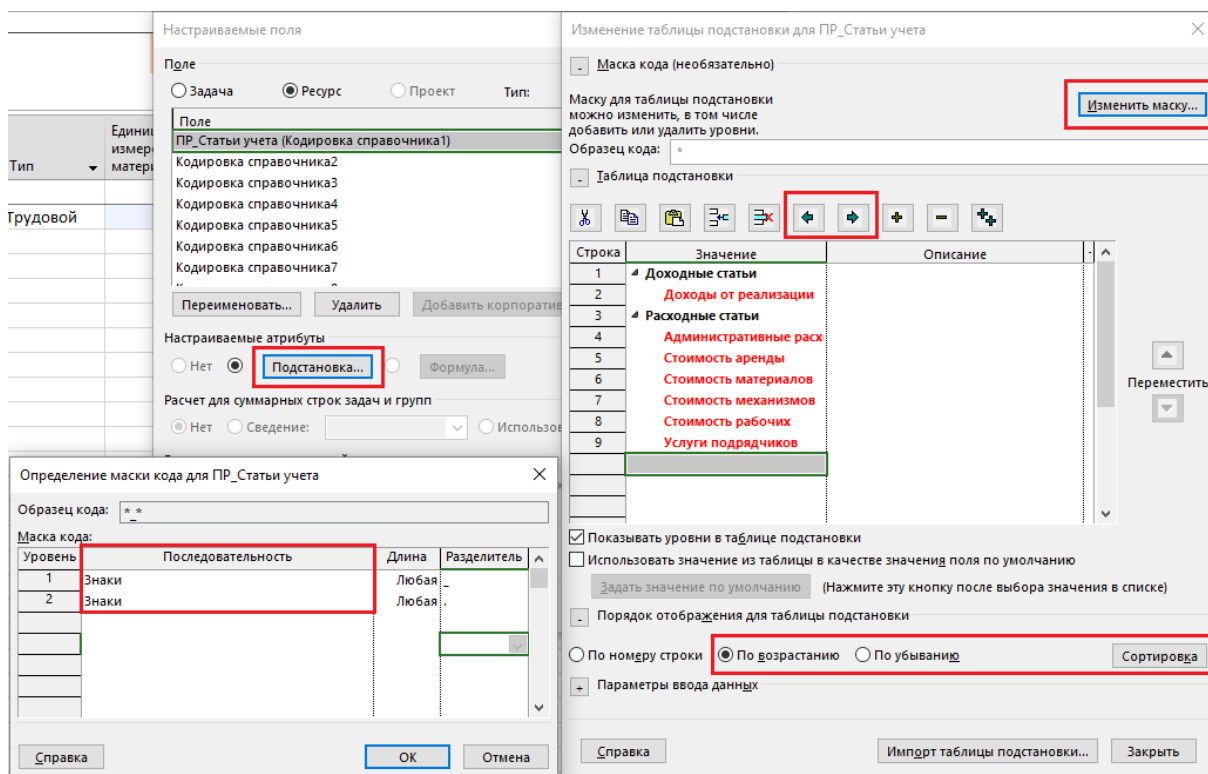 Единиц
измере
матери
Тип
Трудовой
Настраиваемые поля
Поле
Задача
Ресурс
Проект
Тип:
Поле
ПР_Статьи учета (Кодировка справочника1)
Кодировка справочника2
Кодировка справочника3
Кодировка справочника4
Кодировка справочника5
Кодировка справочника6
Кодировка справочника7
Переименовать...
Удалить
Добавить корпоратив
Настраиваемые атрибуты
Нет
Подстановка...
Формула...
Расчет для суммарных строк задач и групп
Нет
Сведение:
Использов
Изменение таблицы подстановки для ПР_Статьи учета
- Маска кода (необязательно)
Маску для таблицы подстановки
можно изменить, в том числе
добавить или удалить уровни.
Изменить маску...
Образец кода: *
- Таблица подстановки
Строка Значение Описание
1 Доходные статьи
2 Доходы от реализации
3 Расходные статьи
4 Административные расх
5 Стоимость аренды
6 Стоимость материалов
7 Стоимость механизмов
8 Стоимость рабочих
9 Услуги подрядчиков
Переместить
Показывать уровни в таблице подстановки
Использовать значение из таблицы в качестве значения поля по умолчанию
Задать значение по умолчанию (Нажмите эту кнопку после выбора значения в списке)
- Порядок отображения для таблицы подстановки
По номеру строки По возрастанию По убыванию Сортировка
+ Параметры ввода данных
Справка Импорт таблицы подстановки... Закрыть
Определение маски кода для ПР_Статьи учета
Образец кода: *_*
Маска кода:
Уровень Последовательность Длина Разделитель
1 Знаки Любая _
2 Знаки Любая .
Справка OK Отмена